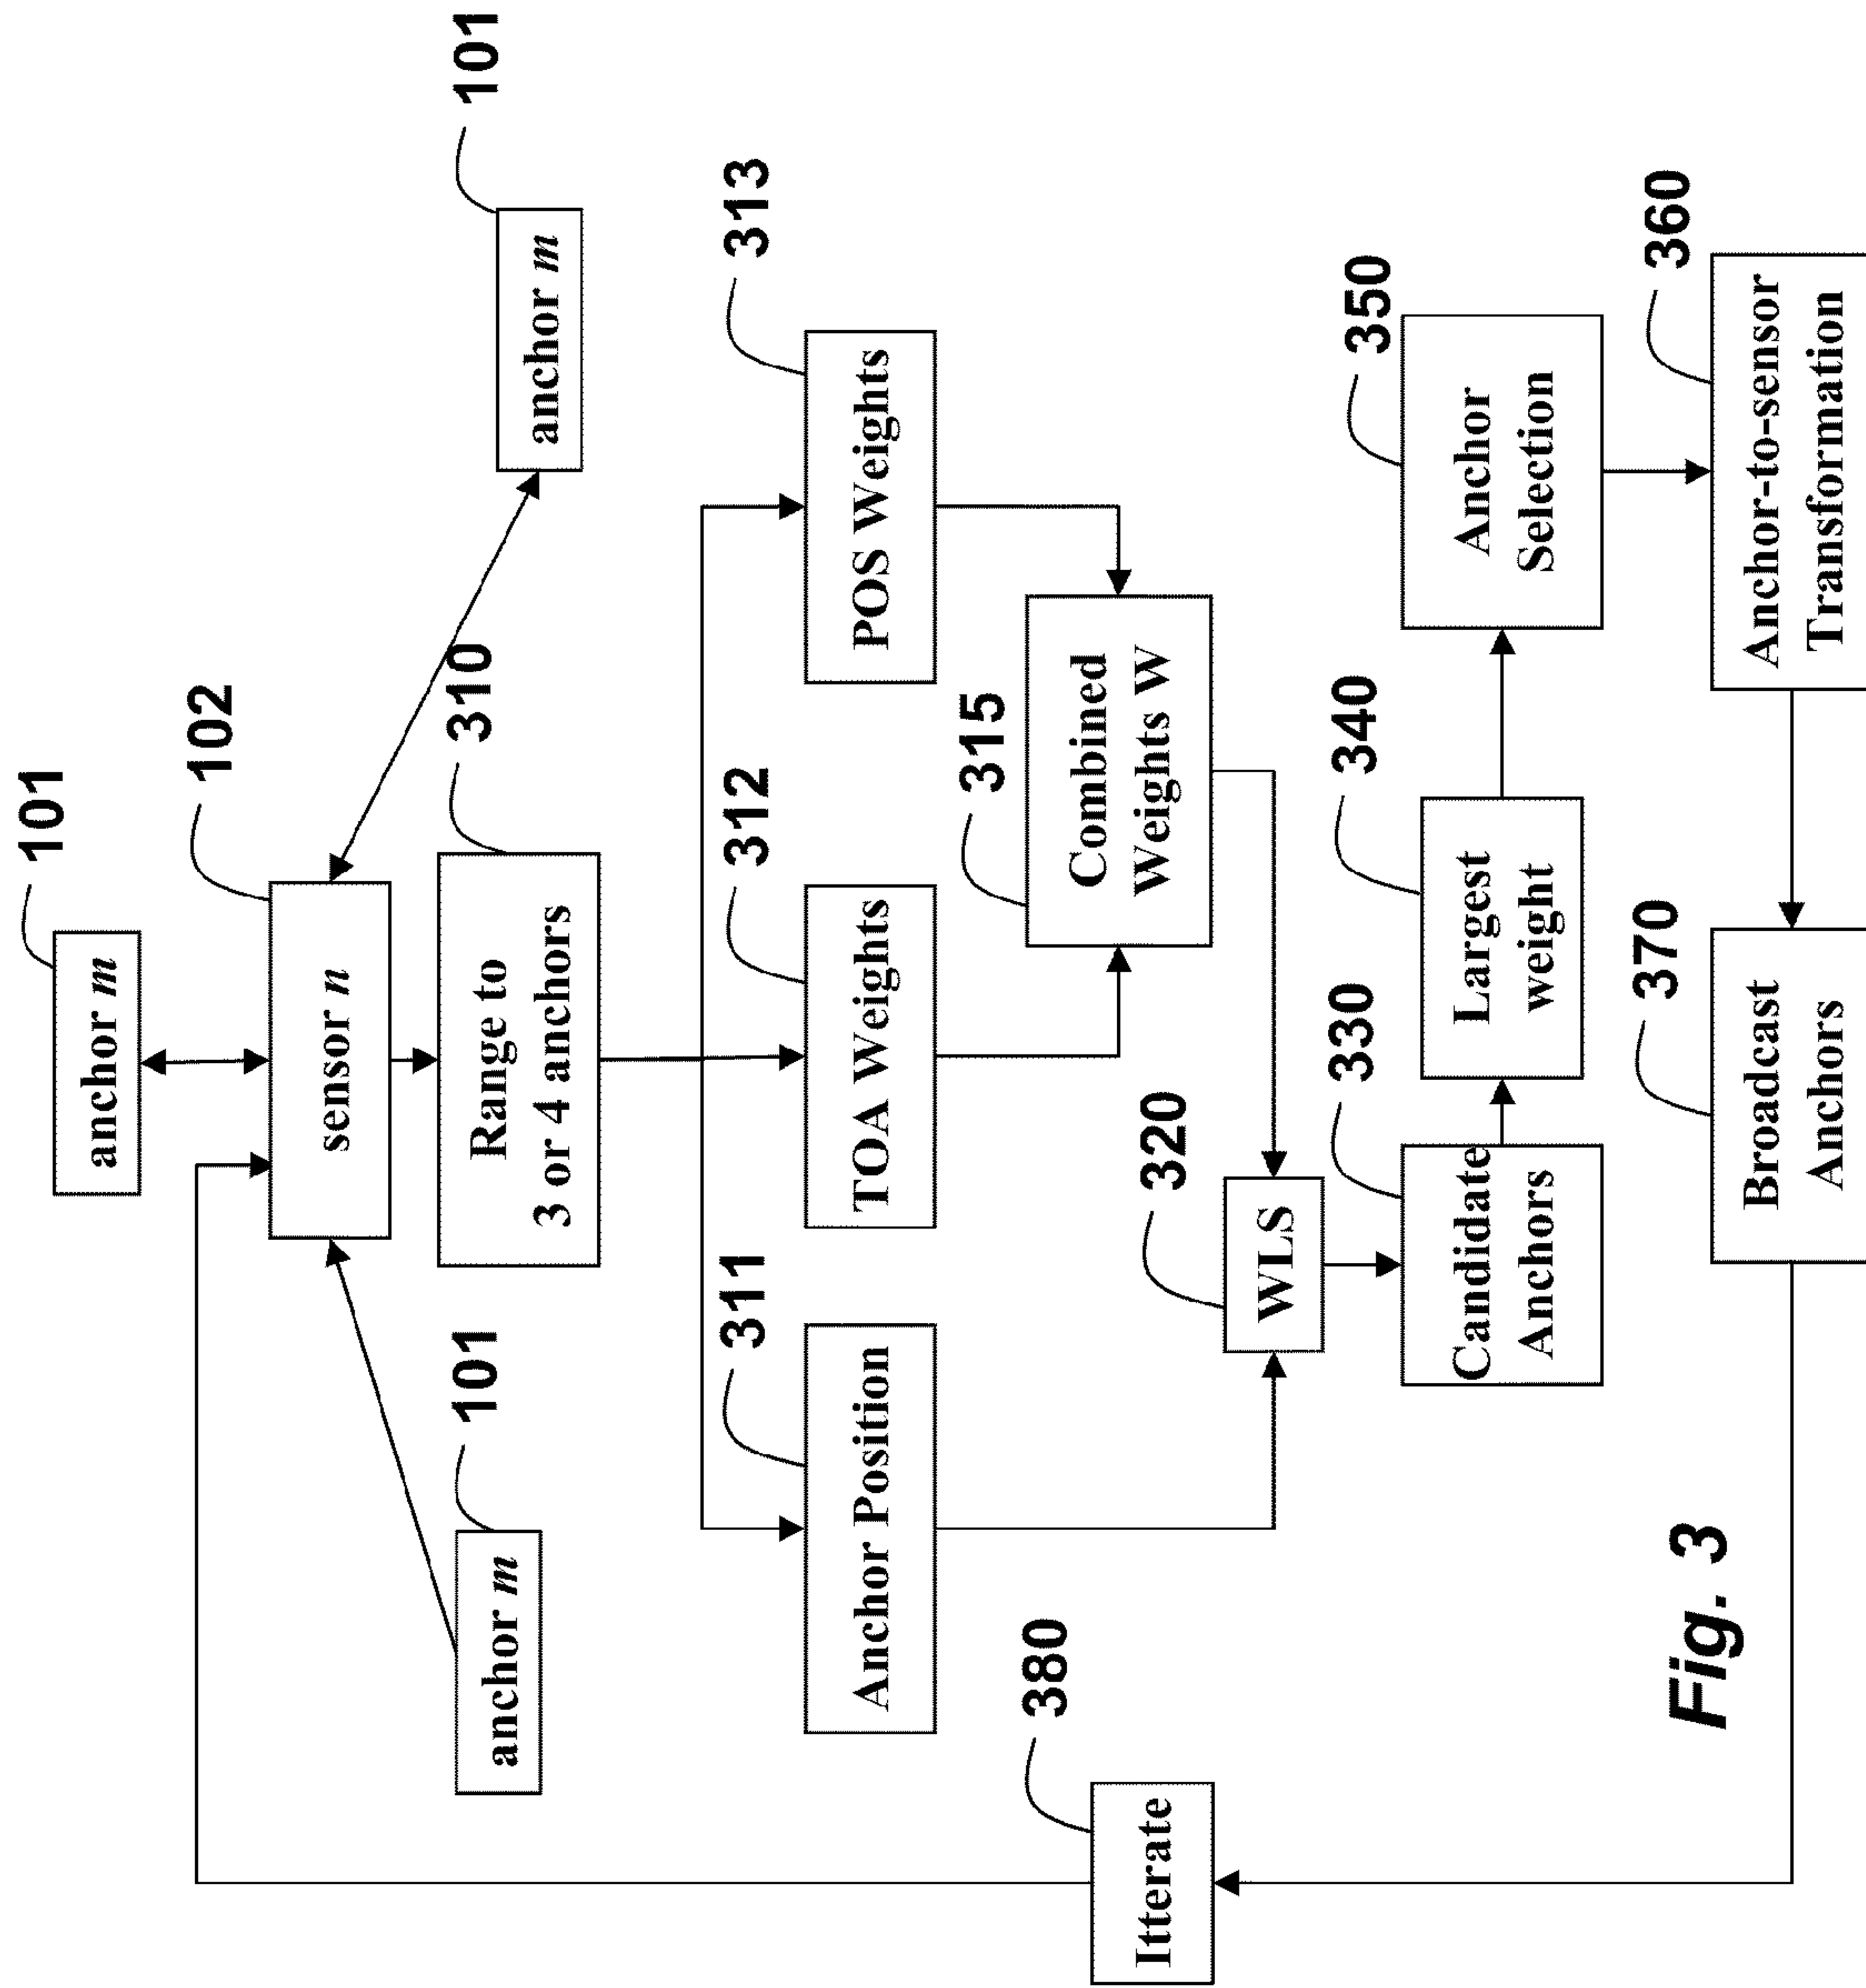 101
anchor m
102
sensor n
101
anchor m
101
anchor m
310
Range to
3 or 4 anchors
311
Anchor Position
312
TOA Weights
313
POS Weights
315
Combined
Weights W
320
WLS
330
Candidate
Anchors
340
Largest
weight
350
Anchor
Selection
360
Anchor-to-sensor
Transformation
370
Broadcast
Anchors
380
Itterate
Fig. 3